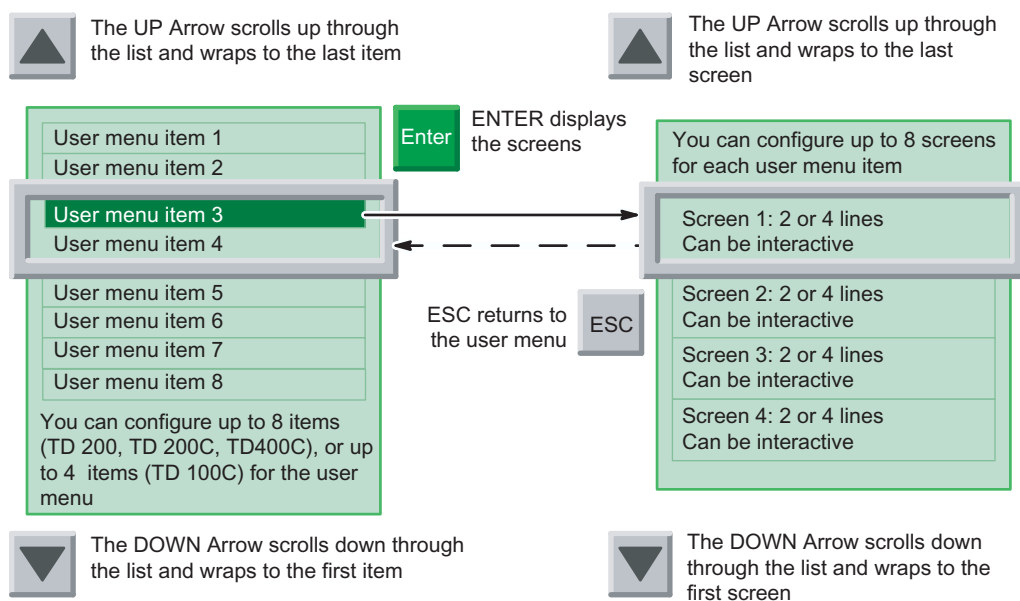 The UP Arrow scrolls up through
the list and wraps to the last item
The UP Arrow scrolls up through
the list and wraps to the last
screen
User menu item 1
User menu item 2
User menu item 3
User menu item 4
User menu item 5
User menu item 6
User menu item 7
User menu item 8
You can configure up to 8 items
(TD 200, TD 200C, TD400C), or up
to 4 items (TD 100C) for the user
menu
Enter
ENTER displays
the screens
ESC returns to
the user menu
ESC
You can configure up to 8 screens
for each user menu item
Screen 1: 2 or 4 lines
Can be interactive
Screen 2: 2 or 4 lines
Can be interactive
Screen 3: 2 or 4 lines
Can be interactive
Screen 4: 2 or 4 lines
Can be interactive
The DOWN Arrow scrolls down through
the list and wraps to the first item
The DOWN Arrow scrolls down
through the list and wraps to the
first screen